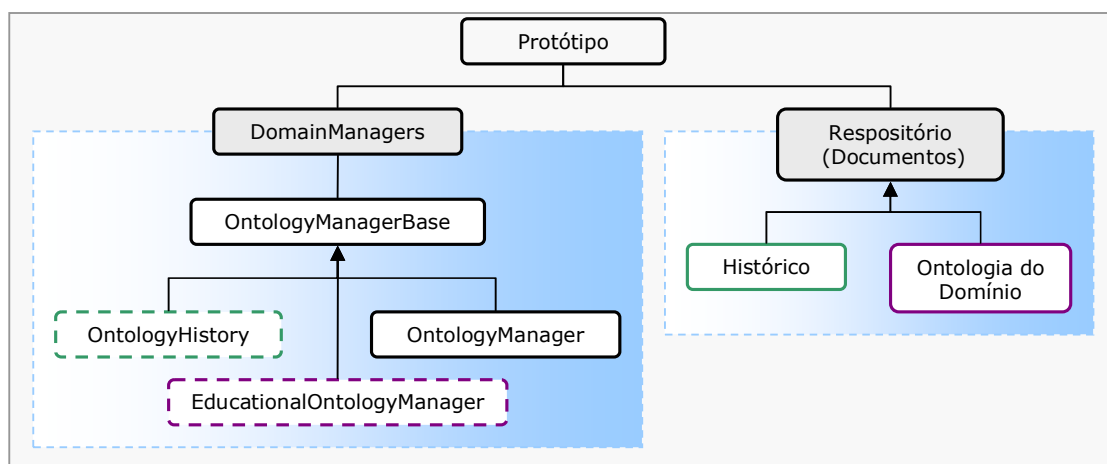 Protótipo
DomainManagers
Respositório
(Documentos)
OntologyManagerBase
Histórico
Ontologia do
Domínio
OntologyHistory
OntologyManager
EducationalOntologyManager